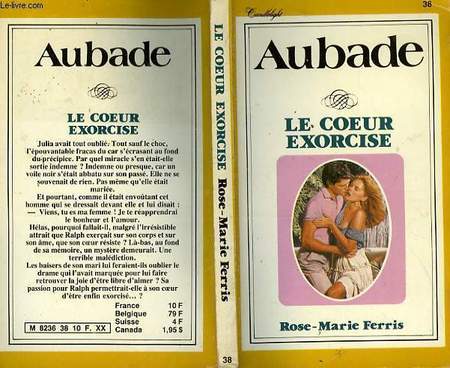 Le-livre.com
Aubade
LE COEUR
EXORCISE
Julia avait tout oublié. Tout sauf le choc,
l'épouvantable fracas du car s'écrasant au fond
du précipice. Par quel miracle s'en était-elle
sortie indemne ? Indemne ou presque, car un
voile noir s'était abattu sur son passé. Elle ne se
souvenait de rien. Pas même qu'elle était
mariée.
Et pourtant, comme il était envoûtant cet
homme qui se dressait devant elle et lui disait :
— Viens, tu es ma femme ! Je te réapprendrai
le bonheur et l'amour.
Hélas, pourquoi fallait-il, malgré l'irrésistible
attrait que Ralph exerçait sur son corps et sur
son âme, que son cœur résiste ? Là-bas, au fond
de sa mémoire, un mystère demeurait. Une
terrible malédiction.
Les baisers de son mari lui feraient-ils oublier le
drame qui l'avait marquée pour lui faire
retrouver la joie d'être libre d'aimer ? Sa
passion pour Ralph permettrait-elle à son cœur
d'être enfin exorcisé... ?
France 10 F
Belgique 79 F
Suisse 4 F
Canada 1,95 $
M 8236 38 10 F. XX
LE COEUR EXORCISE Rose-Marie Ferris
38
Candlelight
38
Aubade
LE COEUR
EXORCISE
Rose-Marie Ferris